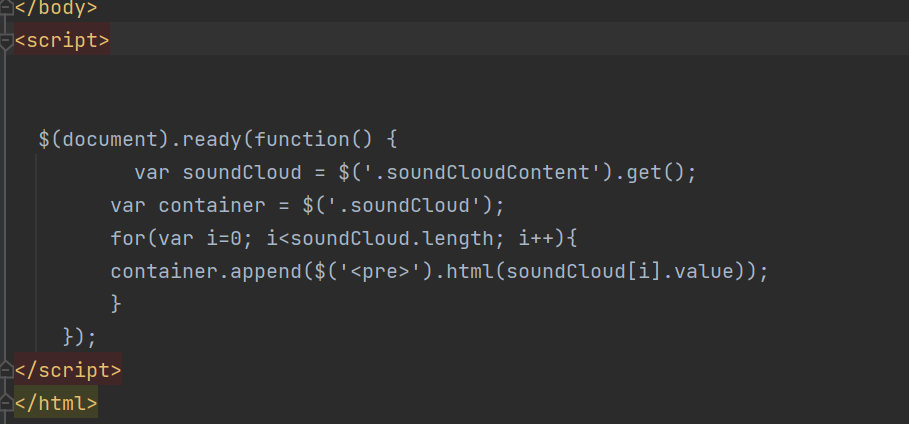 </body>
<script>
$(document).ready(function() {
var soundCloud = $('.soundCloudContent').get();
var container = $('.soundCloud');
for(var i=0; i<soundCloud.length; i++){
container.append($('<pre>').html(soundCloud[i].value));
}
});
</script>
</html>